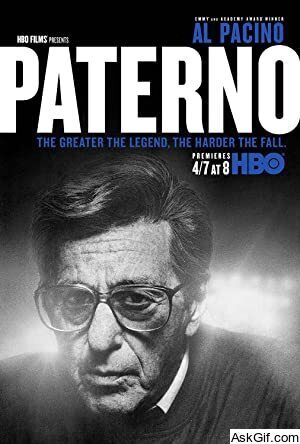 HBO FILMS PRESENTS
EMMY AND ACADEMY AWARD WINNER
AL PACINO
PATERNO
THE GREATER THE LEGEND, THE HARDER THE FALL.
PREMIERES
4/7 AT 8
HBO
AskGif.com